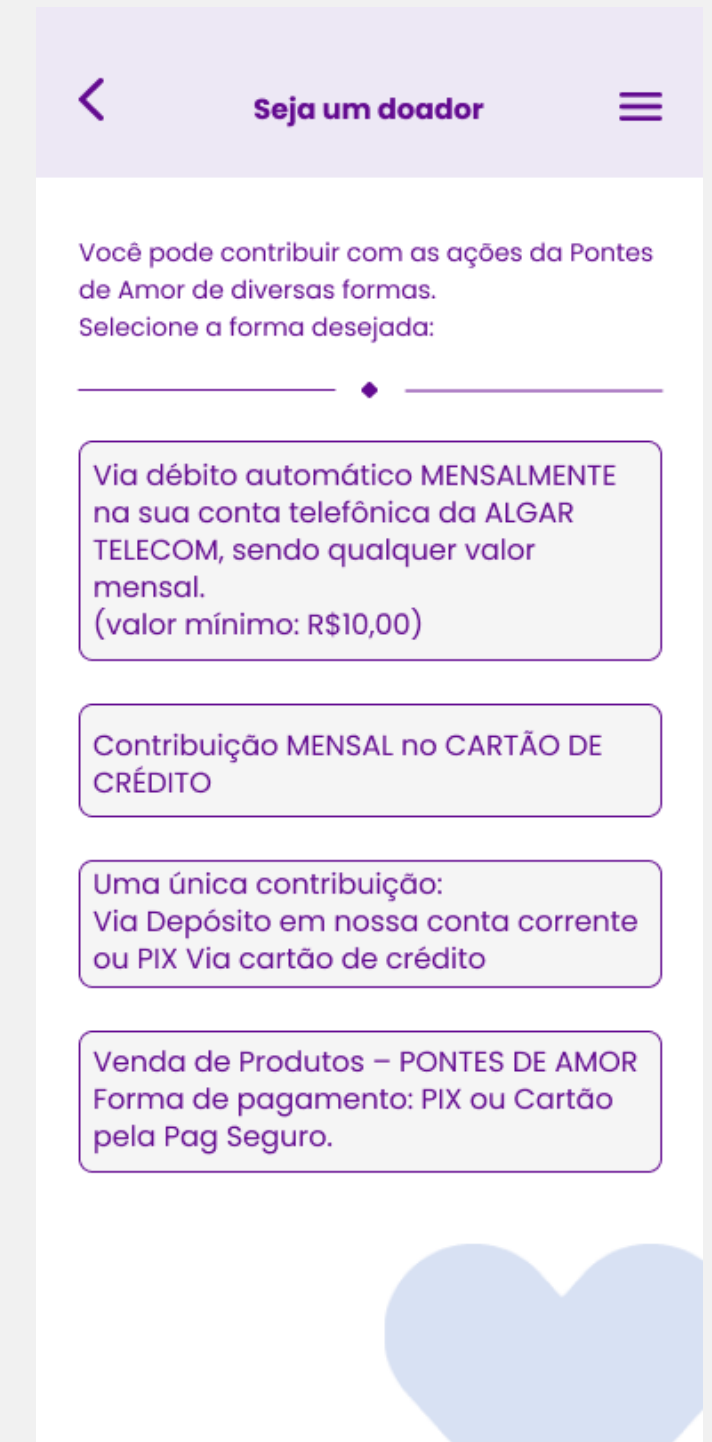 Seja um doador
Você pode contribuir com as ações da Pontes
de Amor de diversas formas.
Selecione a forma desejada:
Via débito automático MENSALMENTE
na sua conta telefônica da ALGAR
TELECOM, sendo qualquer valor
mensal.
(valor mínimo: R$10,00)
Contribuição MENSAL no CARTÃO DE
CRÉDITO
Uma única contribuição:
Via Depósito em nossa conta corrente
ou PIX Via cartão de crédito
Venda de Produtos – PONTES DE AMOR
Forma de pagamento: PIX ou Cartão
pela Pag Seguro.